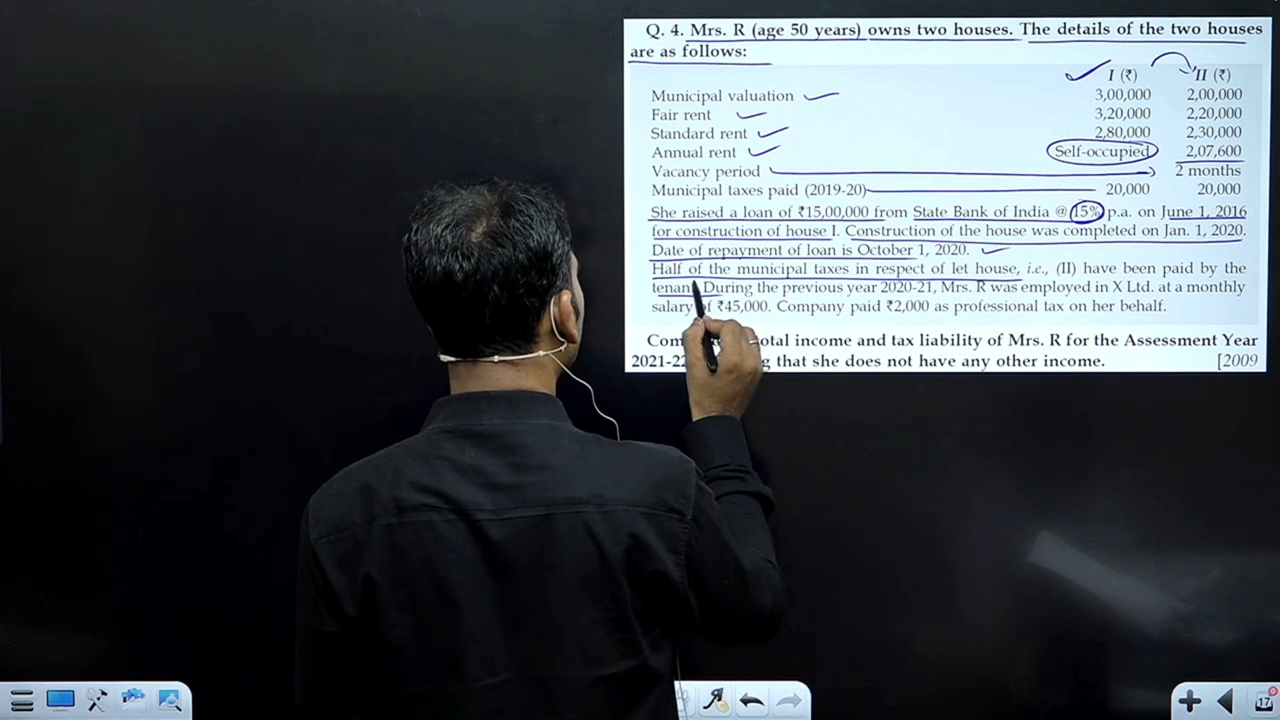 Q. 4. Mrs. R (age 50 years) owns two houses. The details of the two houses
are as follows:
I (₹) II (₹)
Municipal valuation 3,00,000 2,00,000
Fair rent 3,20,000 2,20,000
Standard rent 2,80,000 2,30,000
Annual rent Self-occupied 2,07,600
Vacancy period 2 months
Municipal taxes paid (2019-20) 20,000 20,000
She raised a loan of ₹15,00,000 from State Bank of India @ 15% p.a. on June 1, 2016
for construction of house I. Construction of the house was completed on Jan. 1, 2020.
Date of repayment of loan is October 1, 2020.
Half of the municipal taxes in respect of let house, i.e., (II) have been paid by the
tenant. During the previous year 2020-21, Mrs. R was employed in X Ltd. at a monthly
salary of ₹45,000. Company paid ₹2,000 as professional tax on her behalf.
total income and tax liability of Mrs. R for the Assessment Year
2021-22 that she does not have any other income. [2009
17